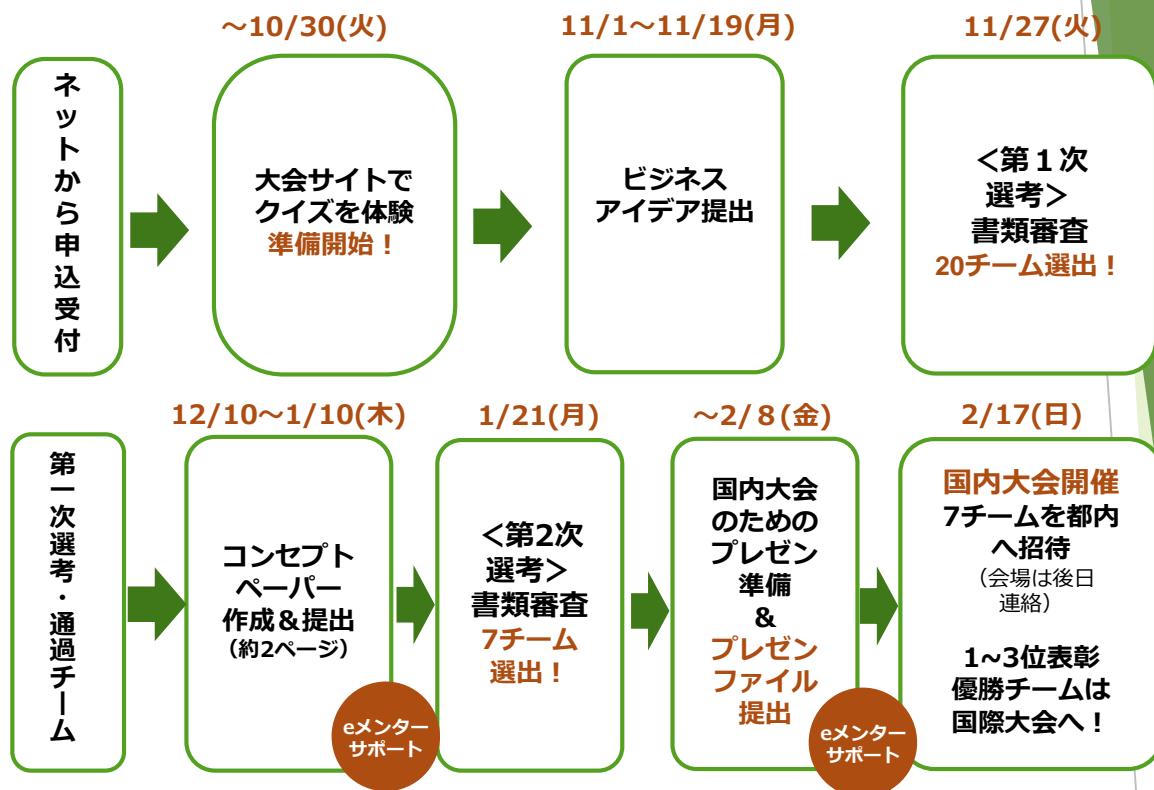 ～10/30(火)
11/1～11/19(月)
11/27(火)
ネットから申込受付
大会サイトで
クイズを体験
準備開始！
ビジネス
アイデア提出
＜第１次
選考＞
書類審査
20チーム選出！
12/10～1/10(木)
1/21(月)
～2/８(金)
2/17(日)
第一次選考・通過チーム
コンセプト
ペーパー
作成＆提出
（約2ページ）
eメンター
サポート
＜第2次
選考＞
書類審査
7チーム
選出！
国内大会
のための
プレゼン
準備
＆
プレゼン
ファイル
提出
eメンター
サポート
国内大会開催
7チームを都内
へ招待
（会場は後日
連絡）
1~3位表彰
優勝チームは
国際大会へ！